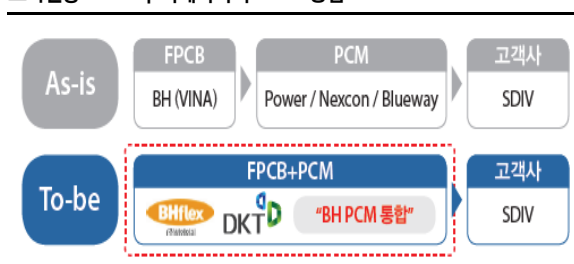 As-is
FPCB
BH (VINA)
PCM
Power / Nexcon / Blueway
고객사
SDIV
To-be
FPCB+PCM
BHflex
DKT
“BH PCM 통합”
고객사
SDIV